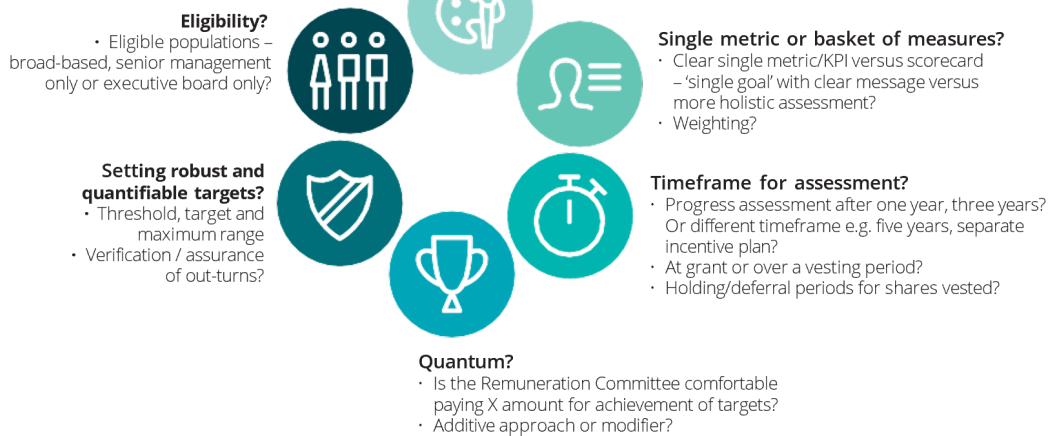 Eligibility?
• Eligible populations –
broad-based, senior management
only or executive board only?
Single metric or basket of measures?
• Clear single metric/KPI versus scorecard
– ‘single goal’ with clear message versus
more holistic assessment?
• Weighting?
Setting robust and
quantifiable targets?
• Threshold, target and
maximum range
• Verification / assurance
of out-turns?
Timeframe for assessment?
• Progress assessment after one year, three years?
Or different timeframe e.g. five years, separate
incentive plan?
• At grant or over a vesting period?
• Holding/deferral periods for shares vested?
Quantum?
• Is the Remuneration Committee comfortable
paying X amount for achievement of targets?
• Additive approach or modifier?